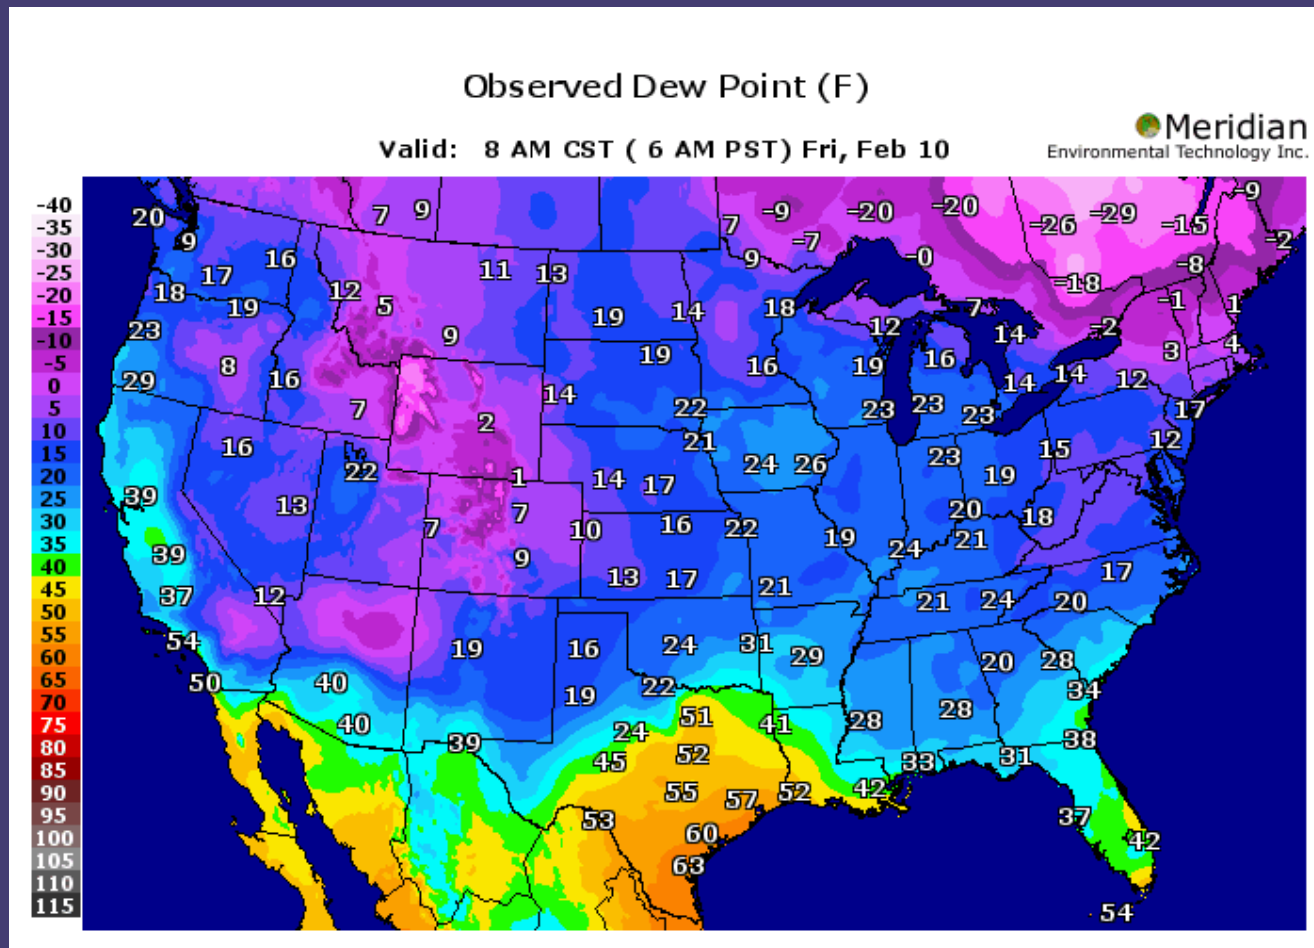 Observed Dew Point (F)
Meridian
Environmental Technology Inc.
Valid: 8 AM CST ( 6 AM PST) Fri, Feb 10
-40
-35
-30
-25
-20
-15
-10
-5
0
5
10
15
20
25
30
35
40
45
50
55
60
65
70
75
80
85
90
95
100
105
110
115
-9
20 7 9 7 -9 -20 -20 -26 -29 -15
9 -7 -2
16 9 -0 -8
17 11 13 -18
18 12 5 19 -1 1
19 14 18 7
23 9 12 14 -2
8 19 16 19 16 3 4
29 16 14 14 14 12
7 2 22 23 23 23 17
16 21 12
22 24 26 23 15
39 13 1 14 17 19
7 7 10 16 22 20 18
39 9 19 24 21
37 12 13 17 21 21 24 20 17
54 19 16 24 31 29 20 28
50 40 19 22 34
40 39 24 51 41 28 28 38
45 52 33 31
53 55 57 52 42 37
60 42
63
54